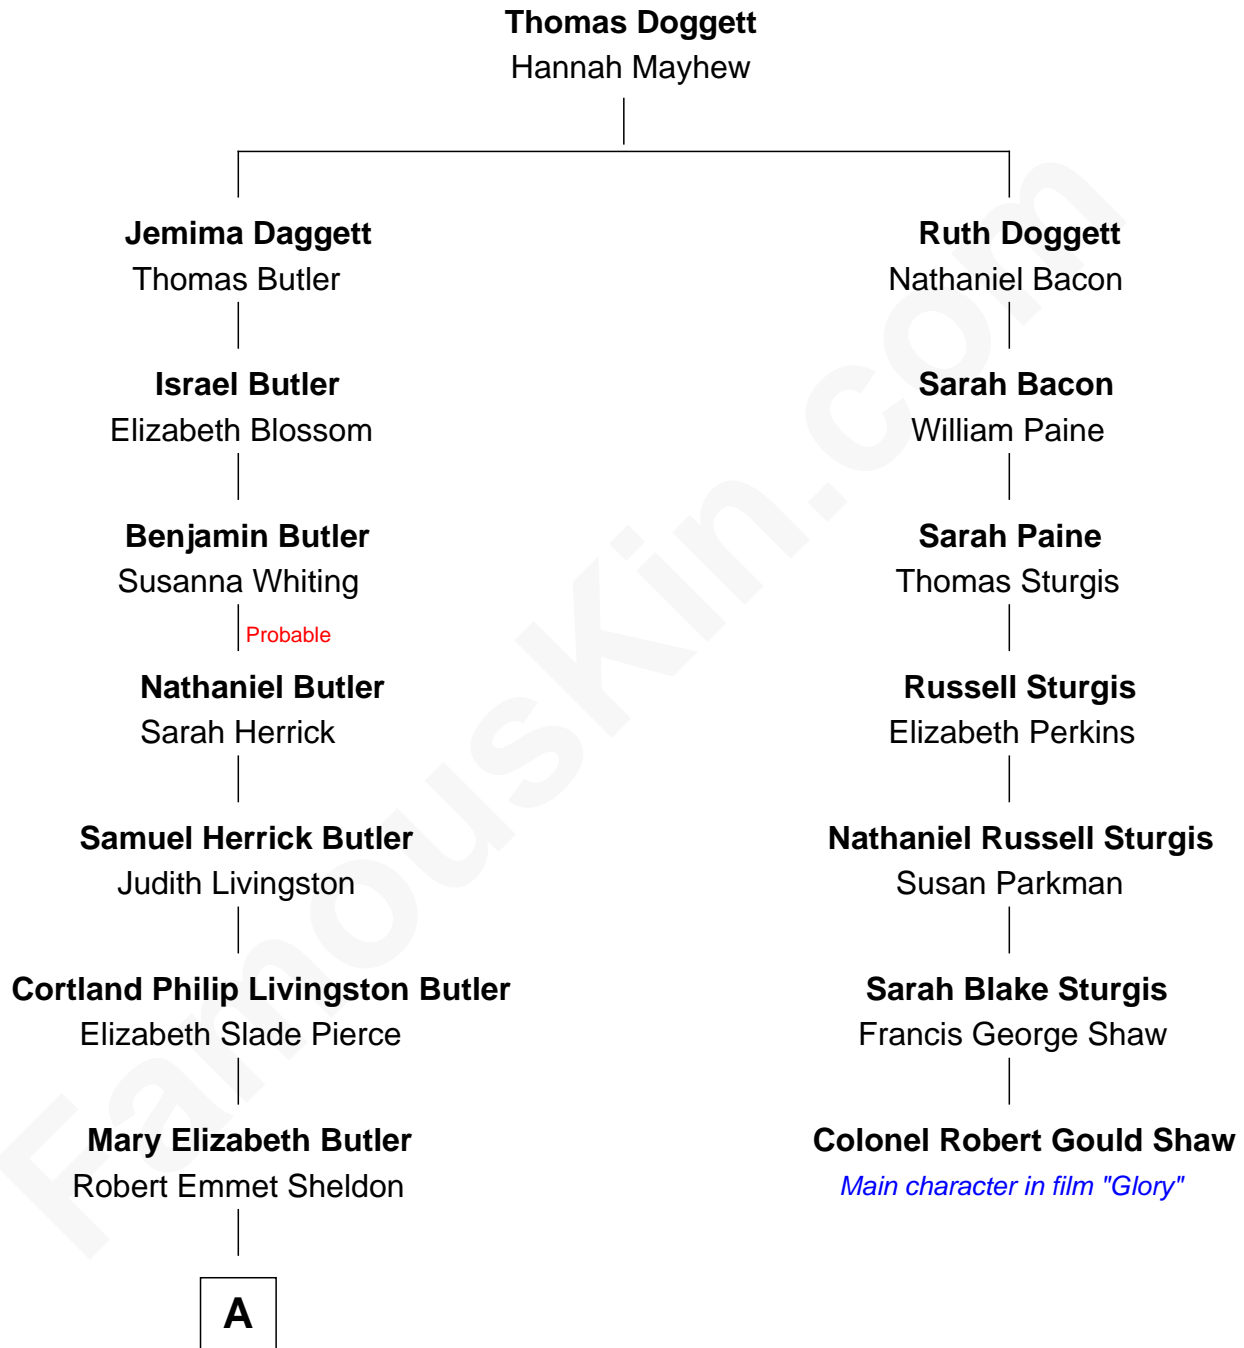 Thomas Doggett
Hannah Mayhew
Jemima Daggett
Thomas Butler
Ruth Doggett
Nathaniel Bacon
Israel Butler
Elizabeth Blossom
Sarah Bacon
William Paine
Benjamin Butler
Susanna Whiting
Sarah Paine
Thomas Sturgis
Probable
Nathaniel Butler
Sarah Herrick
Russell Sturgis
Elizabeth Perkins
Samuel Herrick Butler
Judith Livingston
Nathaniel Russell Sturgis
Susan Parkman
Cortland Philip Livingston Butler
Elizabeth Slade Pierce
Sarah Blake Sturgis
Francis George Shaw
Mary Elizabeth Butler
Robert Emmet Sheldon
Colonel Robert Gould Shaw
Main character in film "Glory"
A
FamousKin.com